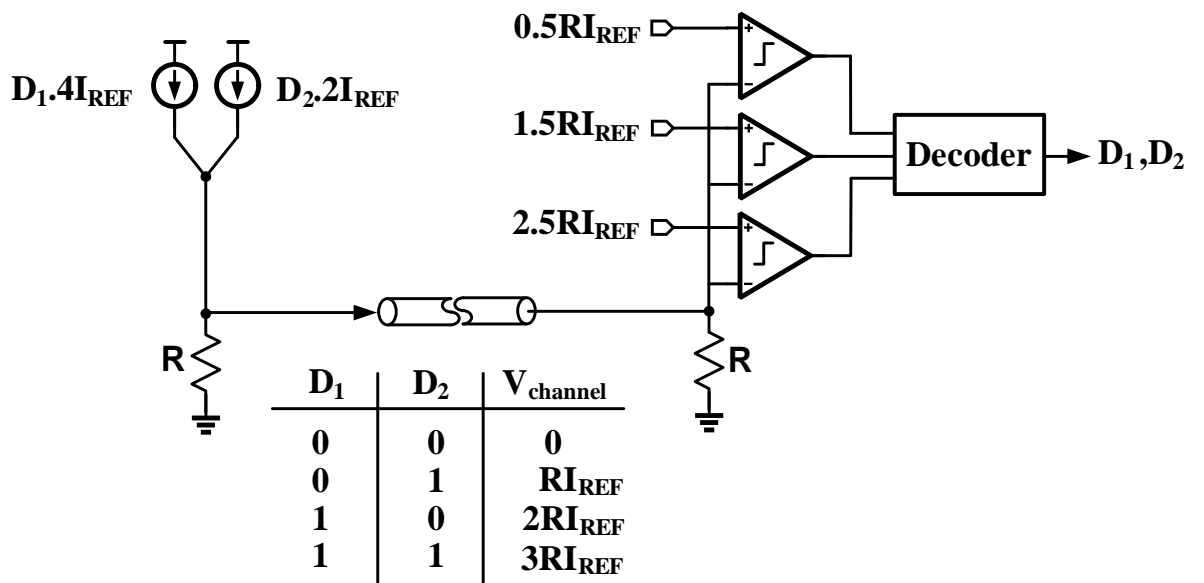 0.5RI_REF
D₁.4I_REF
D₂.2I_REF
+
−
1.5RI_REF
+
−
Decoder
D₁,D₂
2.5RI_REF
+
−
R
R
D₁ D₂ V_channel
0 0 0
0 1 RI_REF
1 0 2RI_REF
1 1 3RI_REF